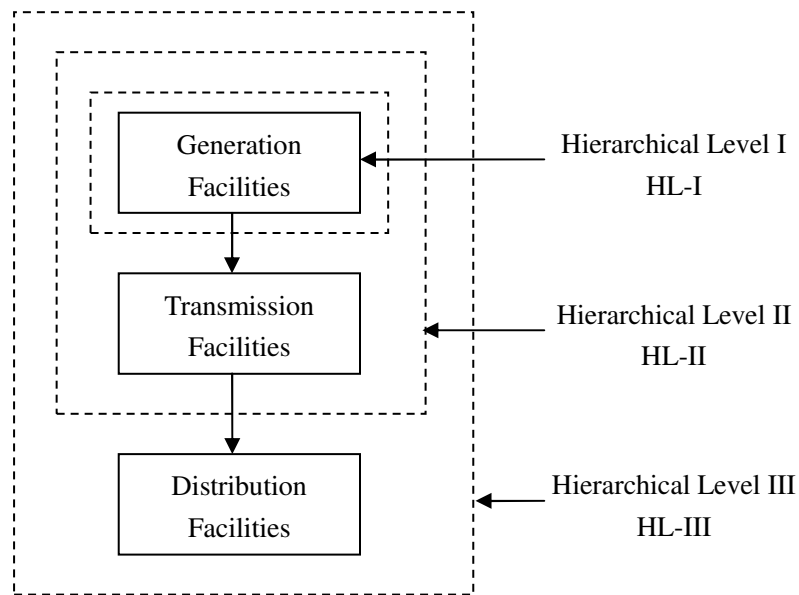 Generation
Facilities
Hierarchical Level I
HL-I
Transmission
Facilities
Hierarchical Level II
HL-II
Distribution
Facilities
Hierarchical Level III
HL-III